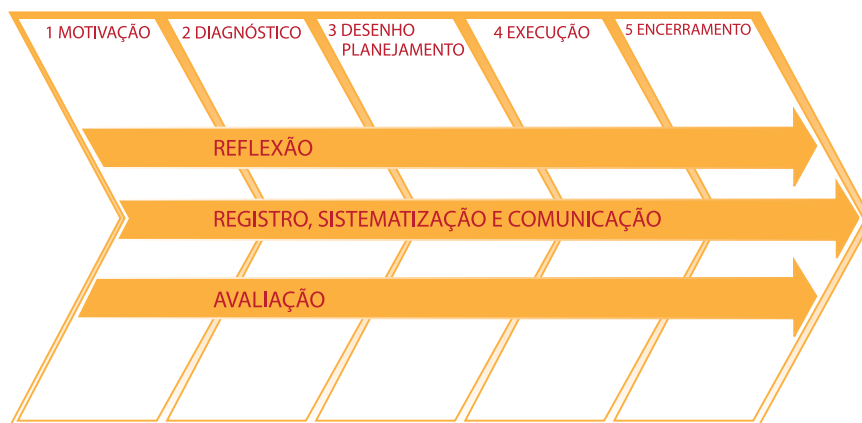 1 MOTIVAÇÃO
2 DIAGNÓSTICO
3 DESENHO
PLANEJAMENTO
4 EXECUÇÃO
5 ENCERRAMENTO
REFLEXÃO
REGISTRO, SISTEMATIZAÇÃO E COMUNICAÇÃO
AVALIAÇÃO